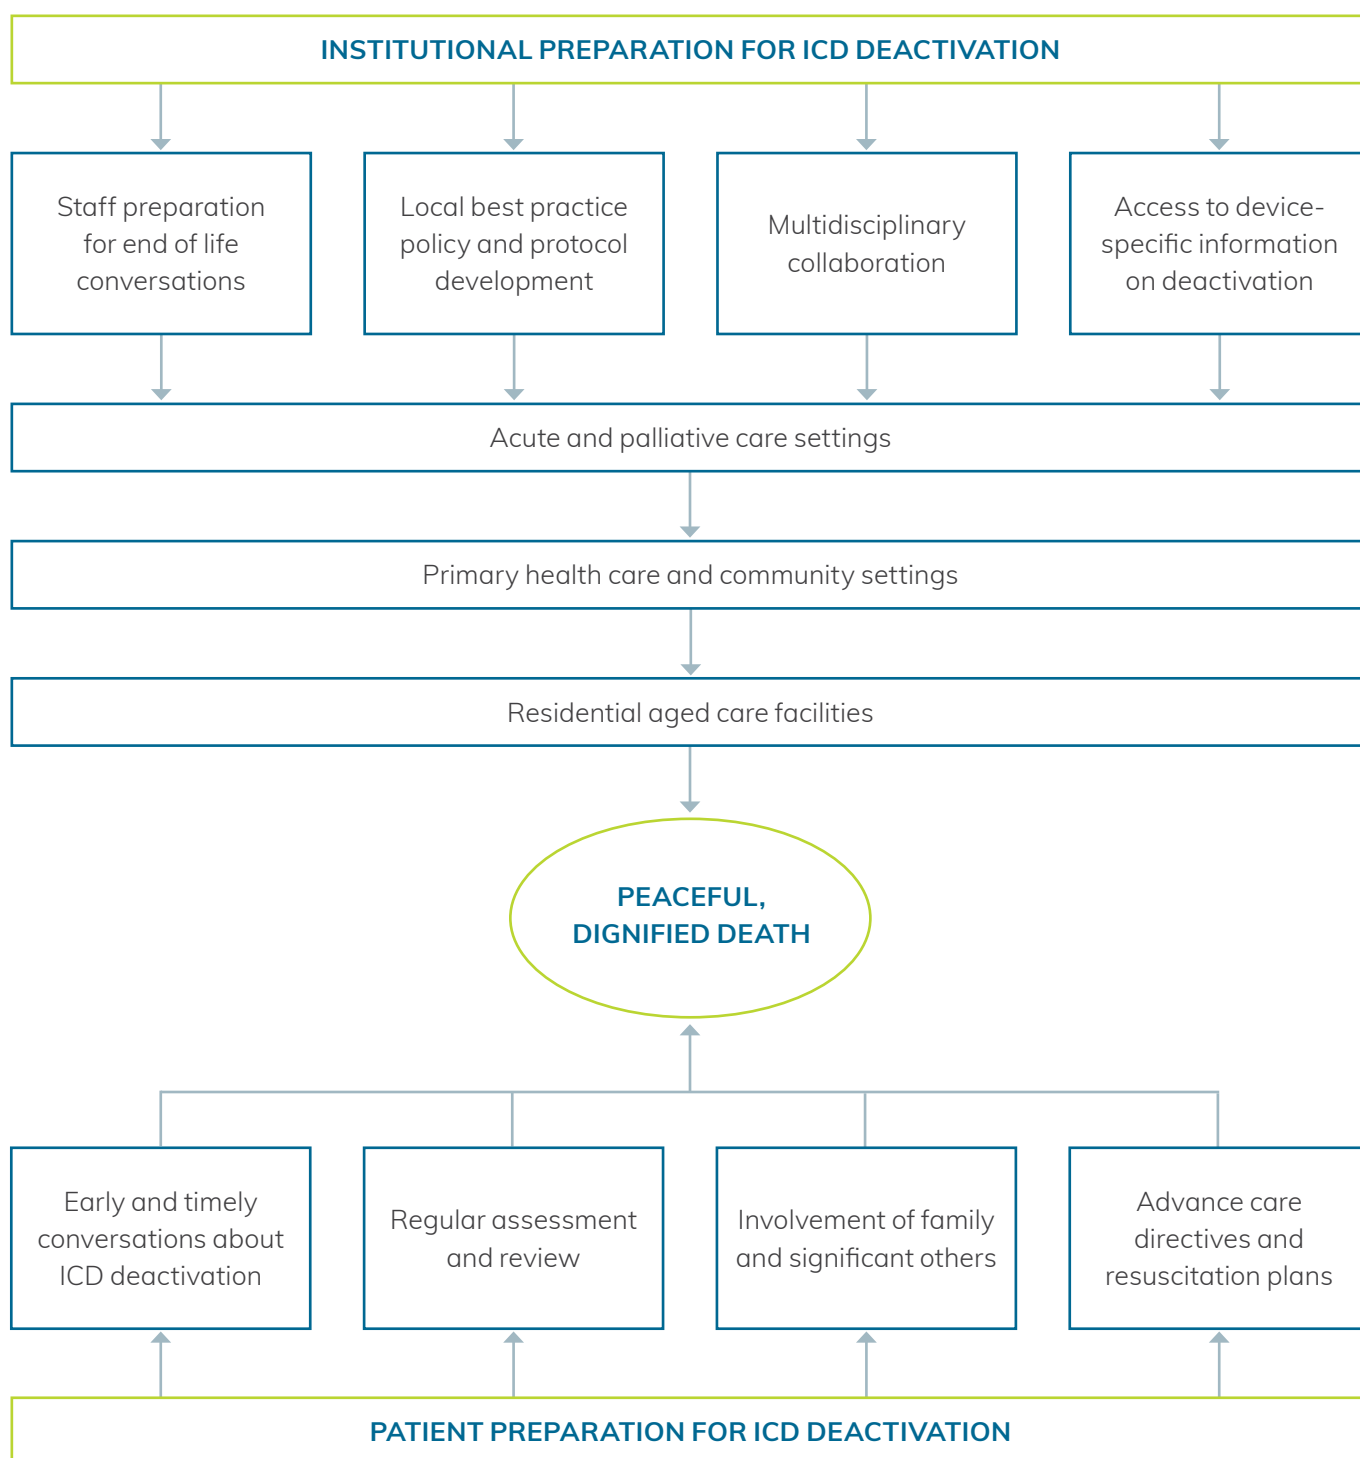 INSTITUTIONAL PREPARATION FOR ICD DEACTIVATION
Staff preparation
for end of life
conversations
Local best practice
policy and protocol
development
Multidisciplinary
collaboration
Access to device-
specific information
on deactivation
Acute and palliative care settings
Primary health care and community settings
Residential aged care facilities
PEACEFUL,
DIGNIFIED DEATH
Early and timely
conversations about
ICD deactivation
Regular assessment
and review
Involvement of family
and significant others
Advance care
directives and
resuscitation plans
PATIENT PREPARATION FOR ICD DEACTIVATION